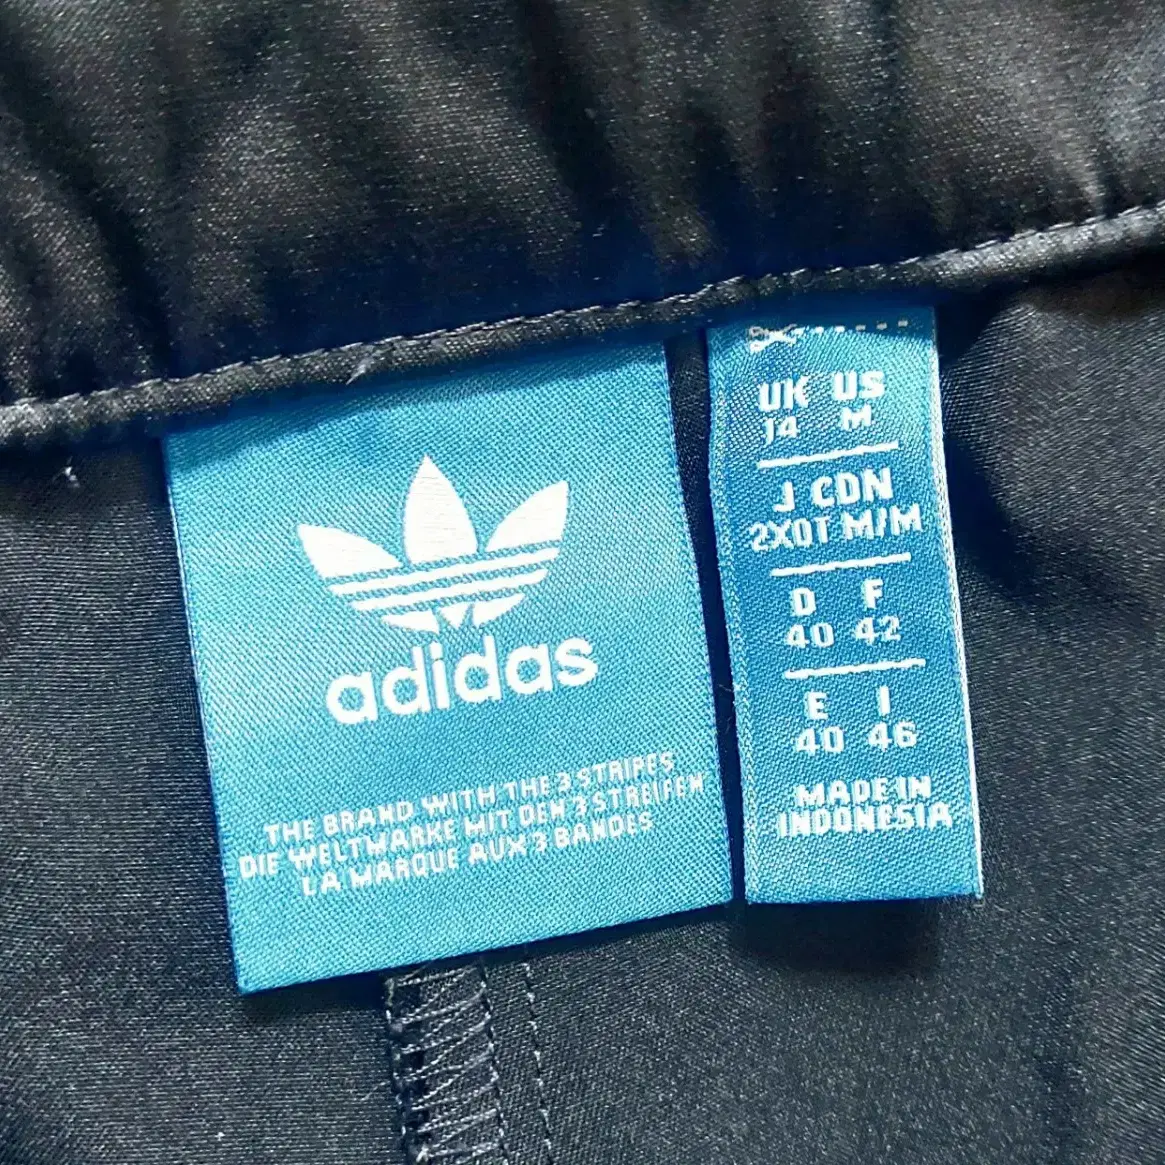 adidas
THE BRAND WITH THE 3 STRIPES
DIE WELTMARKE MIT DEN 3 STREIFEN
LA MARQUE AUX 3 BANDES
UK US
14 M
J CDN
2XOT M/M
D F
40 42
E I
40 46
MADE IN
INDONESIA